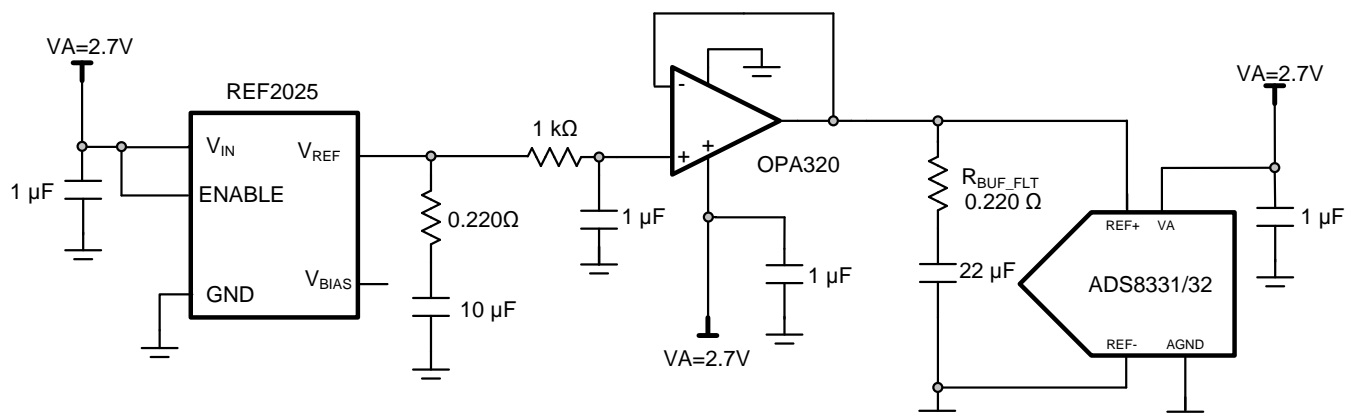 VA=2.7V
REF2025
VIN
VREF
ENABLE
1 µF
0.220Ω
GND
VBIAS
10 µF
1 kΩ
1 µF
-
+
+
OPA320
1 µF
VA=2.7V
RBUF_FLT
0.220 Ω
22 µF
VA=2.7V
REF+
VA
1 µF
ADS8331/32
REF-
AGND